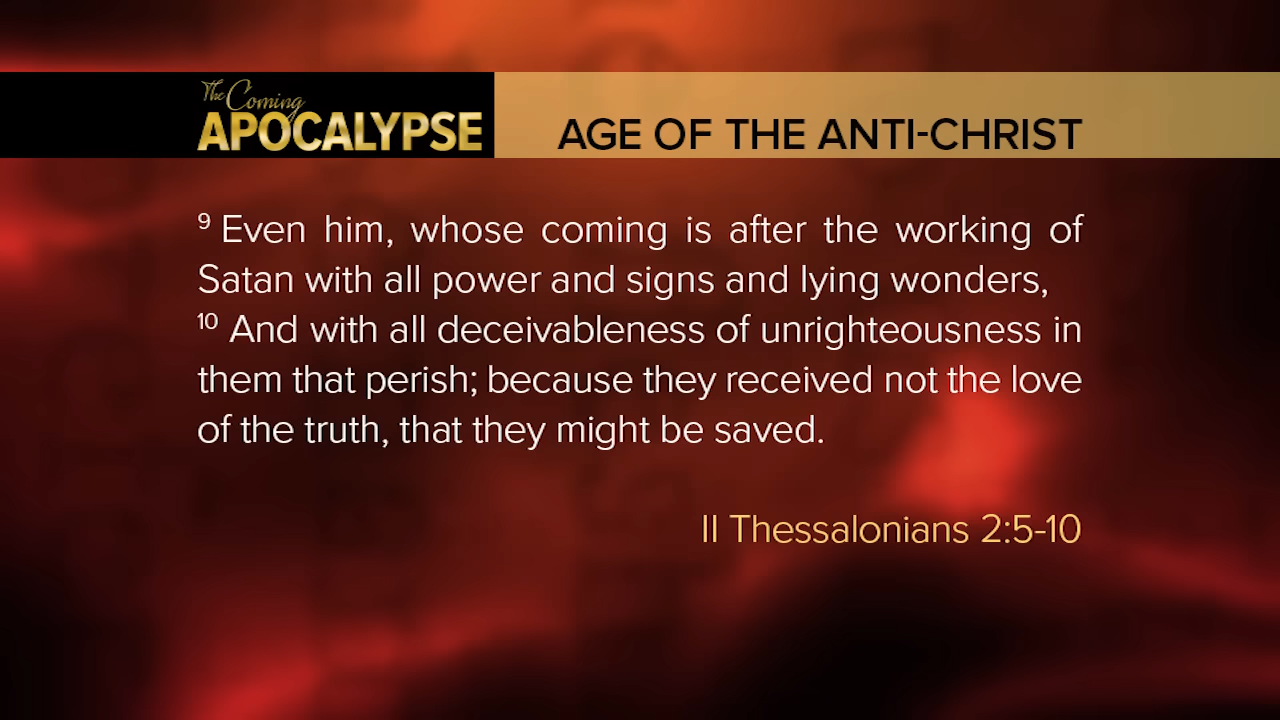 The Coming
APOCALYPSE
AGE OF THE ANTI-CHRIST
9 Even him, whose coming is after the working of
Satan with all power and signs and lying wonders,
10 And with all deceivableness of unrighteousness in
them that perish; because they received not the love
of the truth, that they might be saved.
II Thessalonians 2:5-10